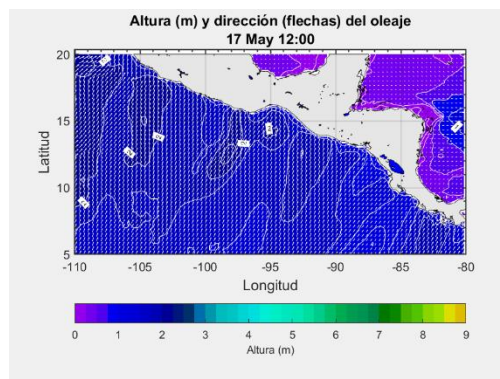 Altura (m) y dirección (flechas) del oleaje
17 May 12:00
20
15
10
5
Latitud
-110 -105 -100 -95 -90 -85 -80
Longitud
0 1 2 3 4 5 6 7 8 9
Altura (m)